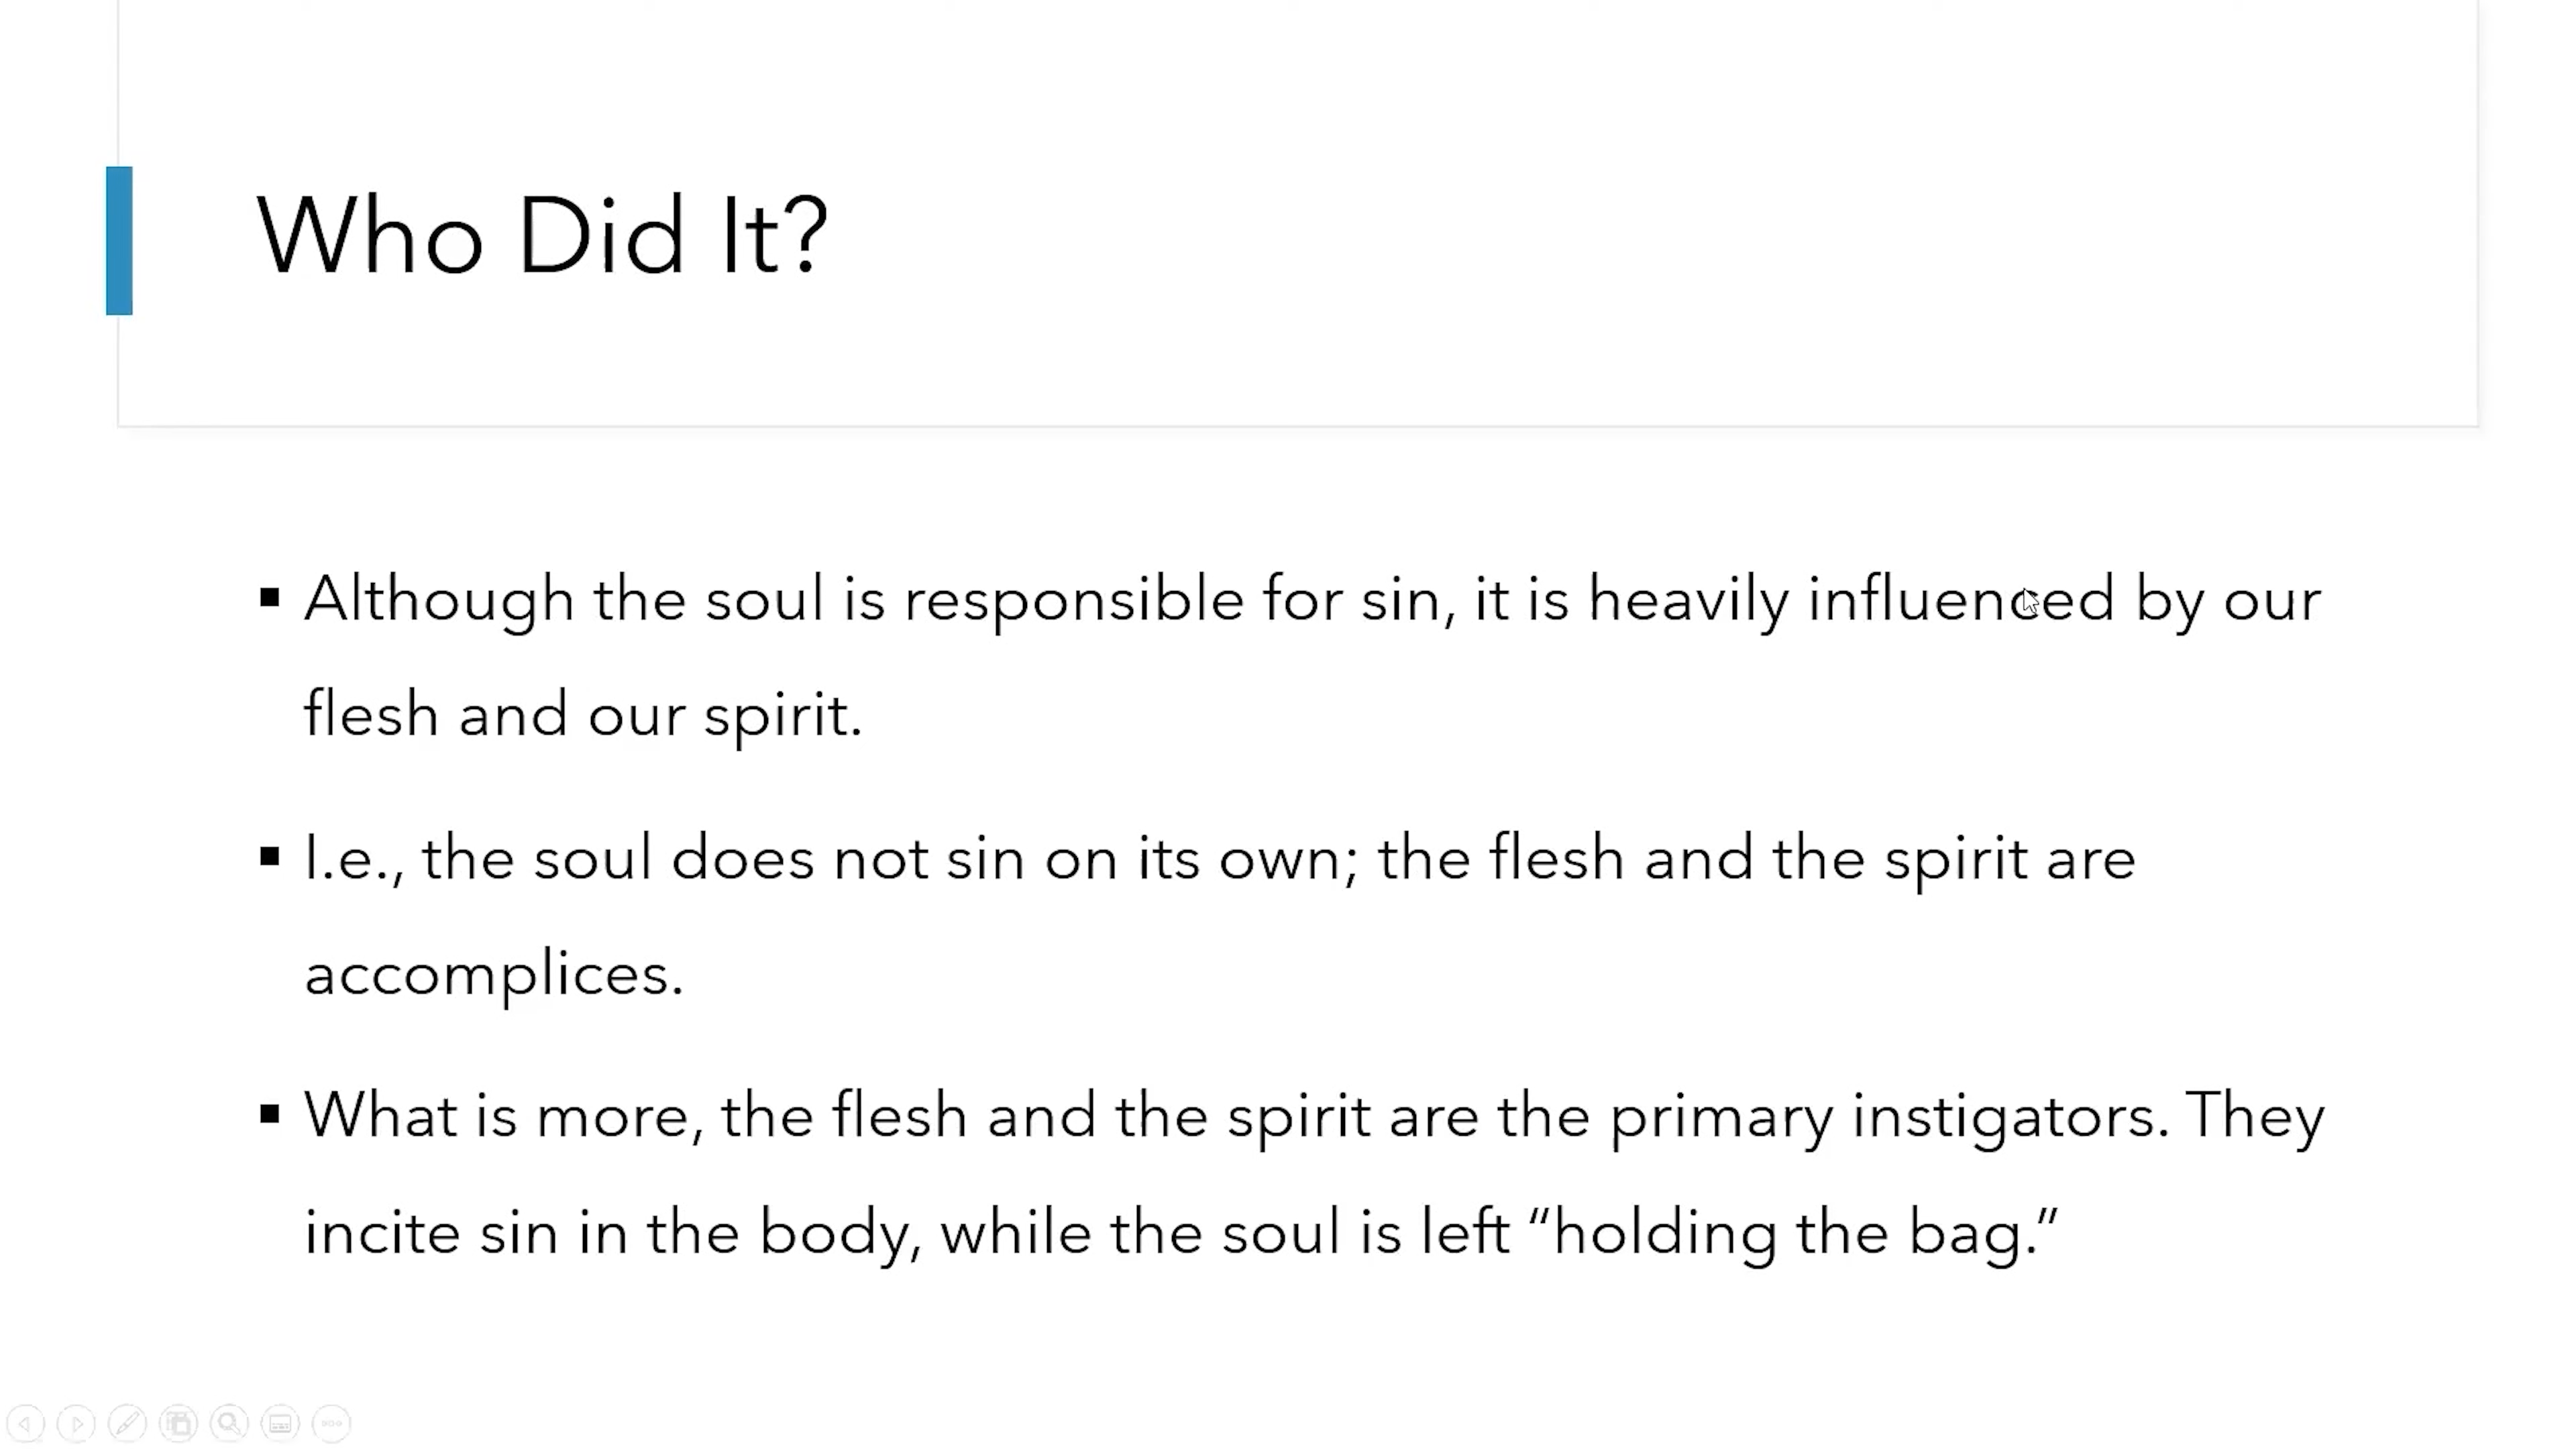 Who Did It?
▪ Although the soul is responsible for sin, it is heavily influenced by our
flesh and our spirit.
▪ I.e., the soul does not sin on its own; the flesh and the spirit are
accomplices.
▪ What is more, the flesh and the spirit are the primary instigators. They
incite sin in the body, while the soul is left “holding the bag.”